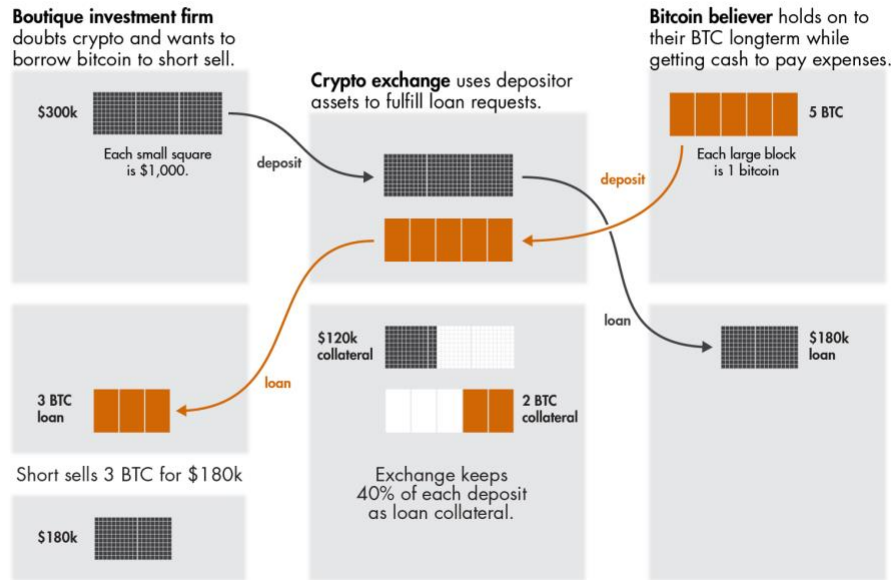 Boutique investment firm
doubts crypto and wants to
borrow bitcoin to short sell.
Crypto exchange uses depositor
assets to fulfill loan requests.
Bitcoin believer holds on to
their BTC longterm while
getting cash to pay expenses.
$300k
Each small square
is $1,000.
deposit
deposit
5 BTC
Each large block
is 1 bitcoin
loan
loan
$120k
collateral
$180k
loan
3 BTC
loan
2 BTC
collateral
Short sells 3 BTC for $180k
Exchange keeps
40% of each deposit
as loan collateral.
$180k